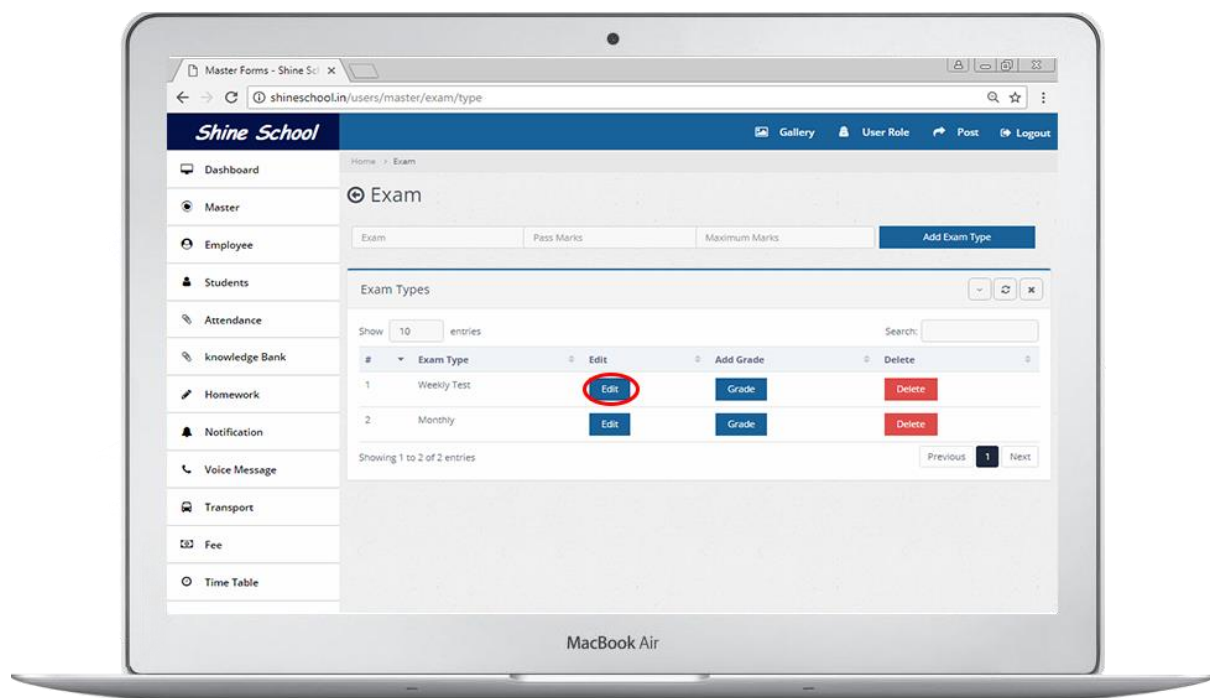 Master Forms - Shine Scl
shineschool.in/users/master/exam/type
Shine School
Gallery User Role Post Logout
Home > Exam
Exam
Exam Pass Marks Maximum Marks Add Exam Type
Exam Types
Show 10 entries Search:
# Exam Type Edit Add Grade Delete
1 Weekly Test Edit Grade Delete
2 Monthly Edit Grade Delete
Showing 1 to 2 of 2 entries Previous 1 Next
Dashboard
Master
Employee
Students
Attendance
knowledge Bank
Homework
Notification
Voice Message
Transport
Fee
Time Table
MacBook Air